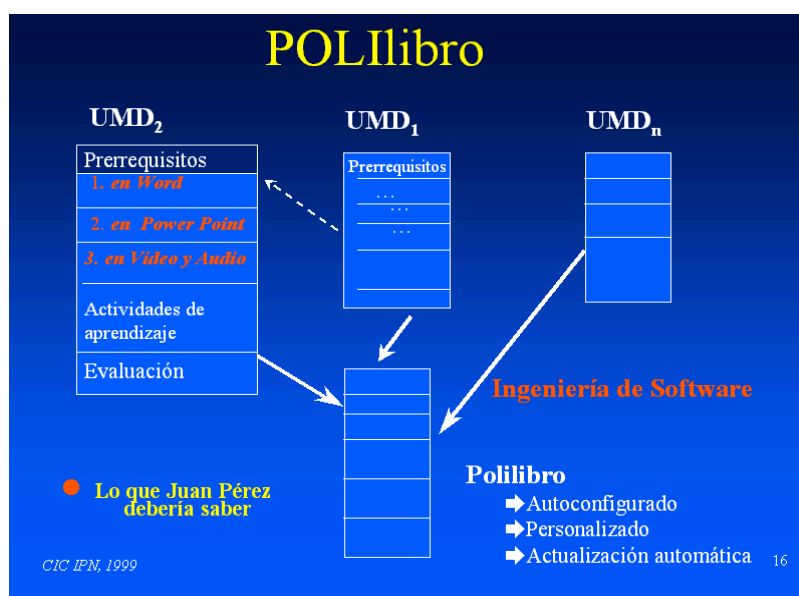 POLIlibro
UMD2
UMD1
UMDn
Prerrequisitos
1. en Word
2. en Power Point
3. en Vídeo y Audio
Actividades de
aprendizaje
Evaluación
Prerrequisitos
...
...
...
Ingeniería de Software
Lo que Juan Pérez
debería saber
Polilibro
Autoconfigurado
Personalizado
Actualización automática
CIC IPN, 1999
16